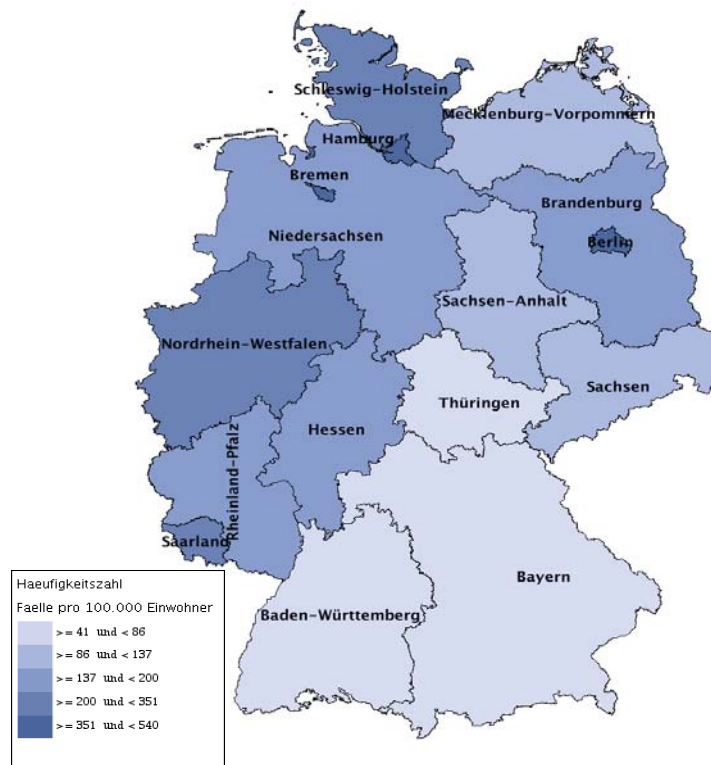 Schleswig-Holstein
Mecklenburg-Vorpommern
Hamburg
Bremen
Brandenburg
Niedersachsen
Berlin
Sachsen-Anhalt
Nordrhein-Westfalen
Sachsen
Thüringen
Hessen
Rheinland-Pfalz
Saarland
Bayern
Baden-Württemberg
Haeufigkeitszahl
Faelle pro 100.000 Einwohner
>= 41 und < 86
>= 86 und < 137
>= 137 und < 200
>= 200 und < 351
>= 351 und < 540